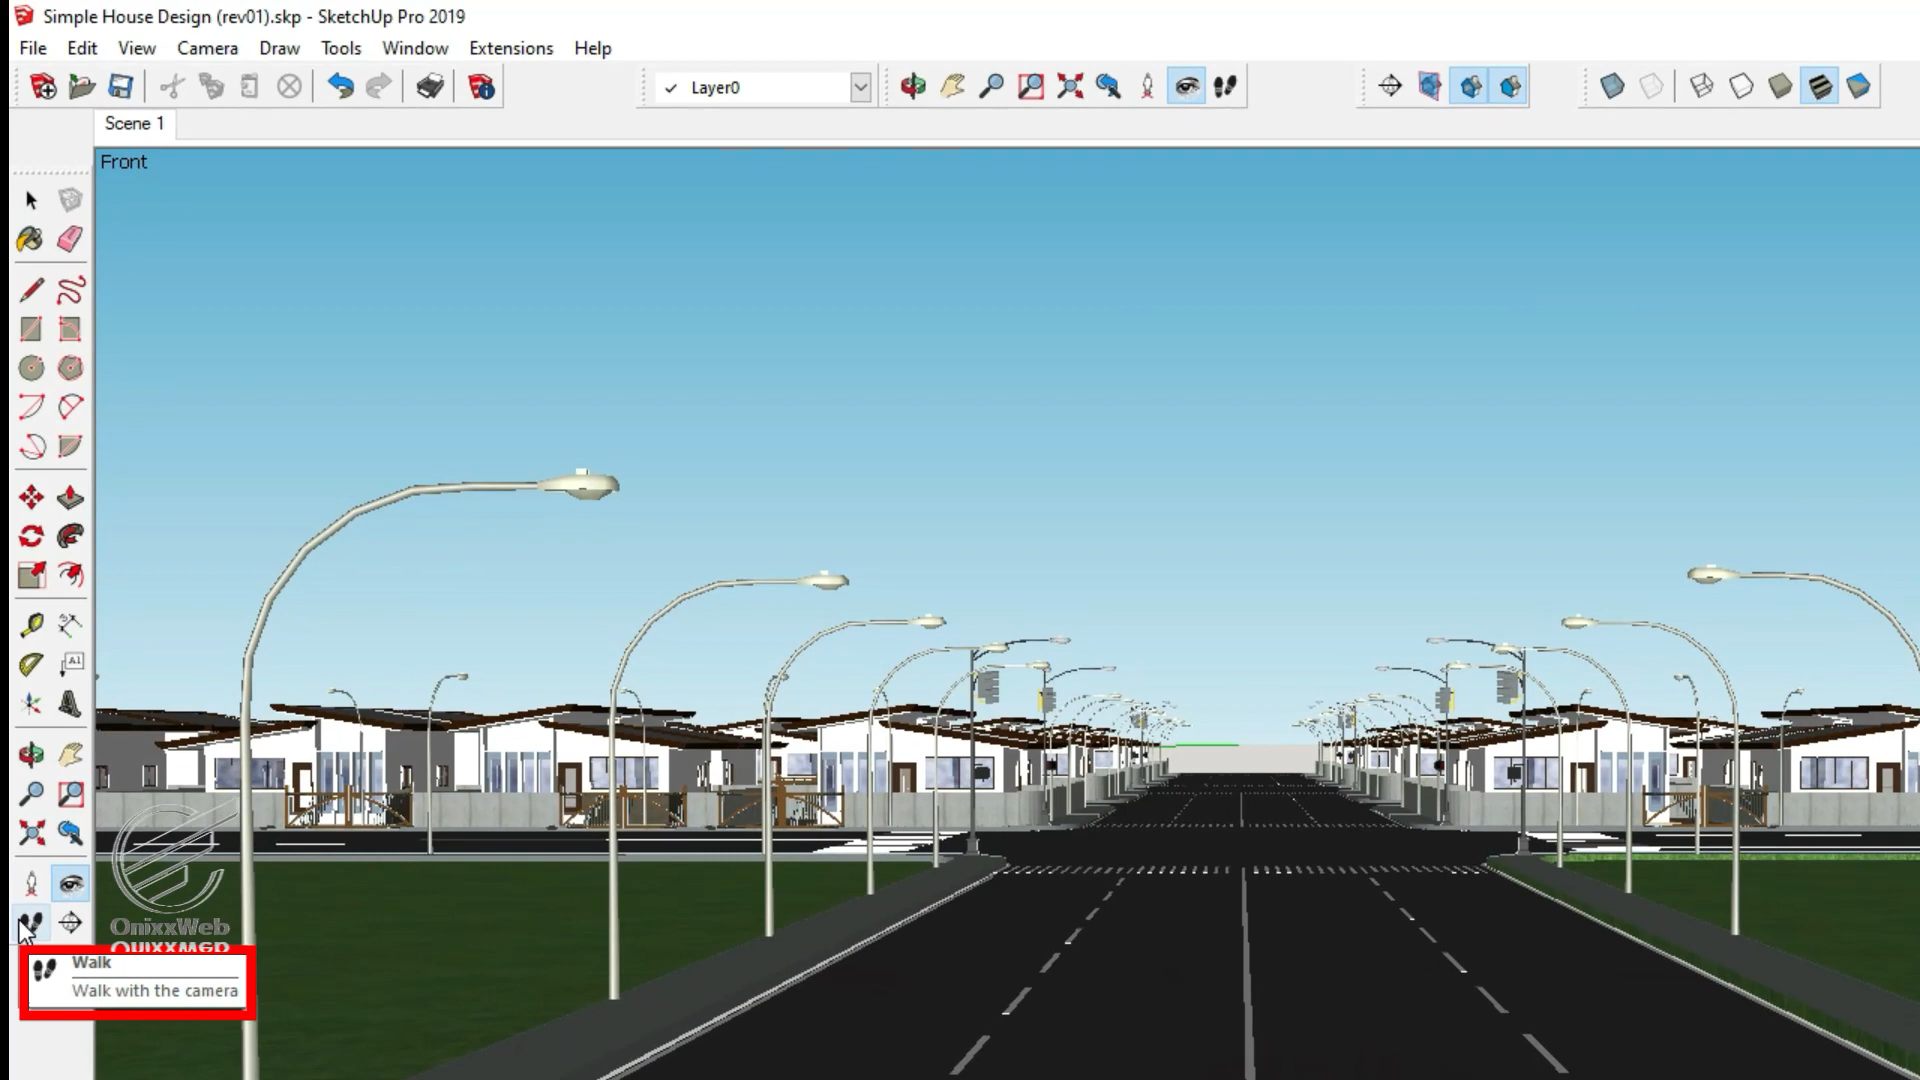 Simple House Design (rev01).skp - SketchUp Pro 2019
File Edit View Camera Draw Tools Window Extensions Help
Layer0
Scene 1
Front
A1
OnixxWeb
Walk
Walk with the camera